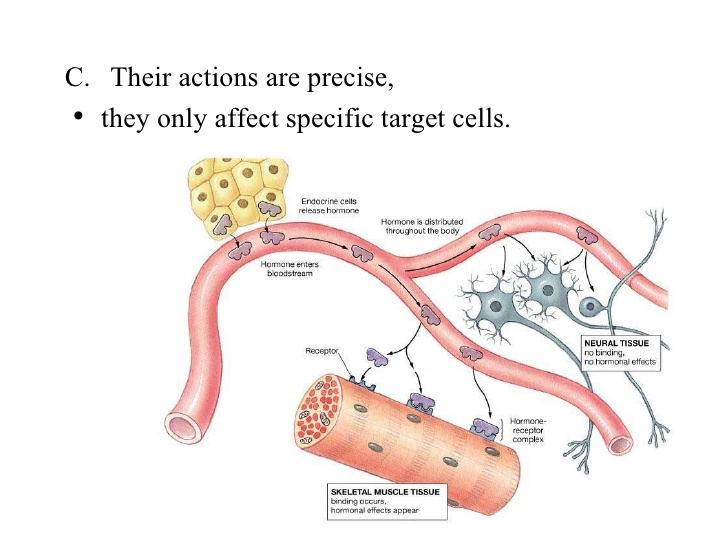 C. Their actions are precise,
• they only affect specific target cells.
Endocrine cells
release hormone
Hormone is distributed
throughout the body
Hormone enters
bloodstream
Receptor
NEURAL TISSUE
no binding,
no hormonal effects
Hormone-
receptor
complex
SKELETAL MUSCLE TISSUE
binding occurs,
hormonal effects appear